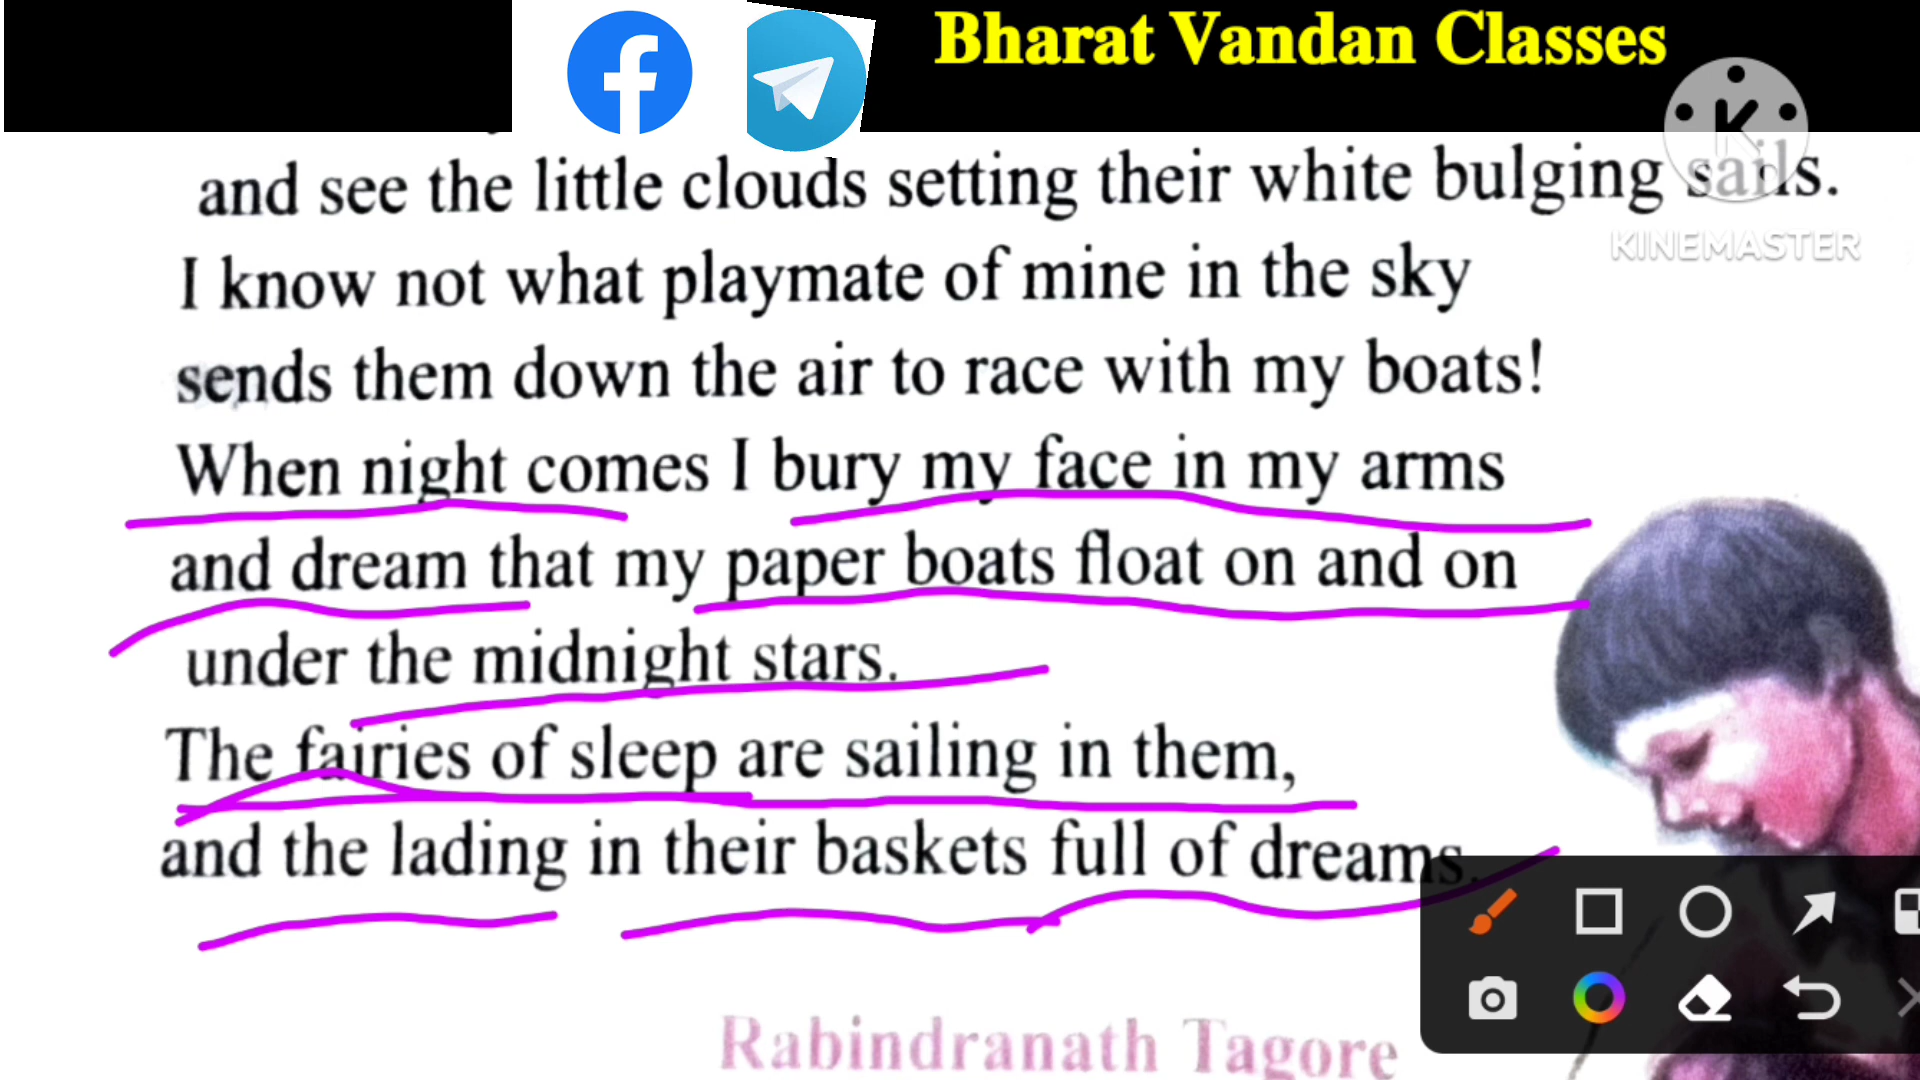 Bharat Vandan Classes
and see the little clouds setting their white bulging sails.
KINEMASTER
I know not what playmate of mine in the sky
sends them down the air to race with my boats!
When night comes I bury my face in my arms
and dream that my paper boats float on and on
under the midnight stars.
The fairies of sleep are sailing in them,
and the lading in their baskets full of dreams.
Rabindranath Tagore